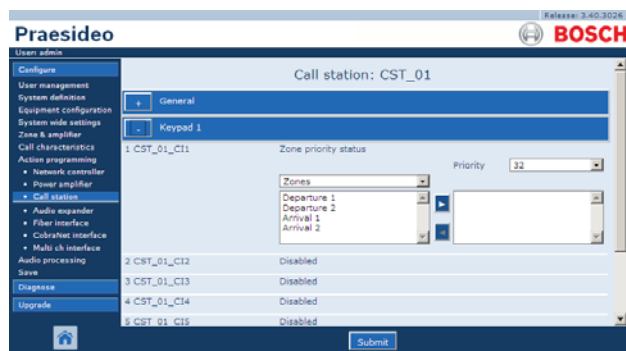 Release: 3.40.3026
Praesideo
BOSCH
User: admin
Configure
User management
System definition
Equipment configuration
System wide settings
Zone & amplifier
Call characteristics
Action programming
• Network controller
• Power amplifier
• Call station
• Audio expander
• Fiber interface
• CobraNet interface
• Multi ch interface
Audio processing
Save
Diagnose
Upgrade
Call station: CST_01
+ General
- Keypad 1
1 CST_01_CI1 Zone priority status
Priority 32
Zones
Departure 1
Departure 2
Arrival 1
Arrival 2
2 CST_01_CI2 Disabled
3 CST_01_CI3 Disabled
4 CST_01_CI4 Disabled
5 CST_01_CI5 Disabled
Submit